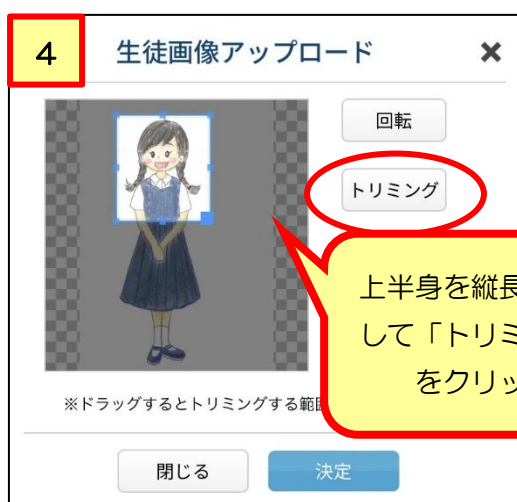 4
生徒画像アップロード
回転
トリミング
上半身を縦長
して「トリミ
をクリッ
※ドラッグするとトリミングする範
閉じる
決定